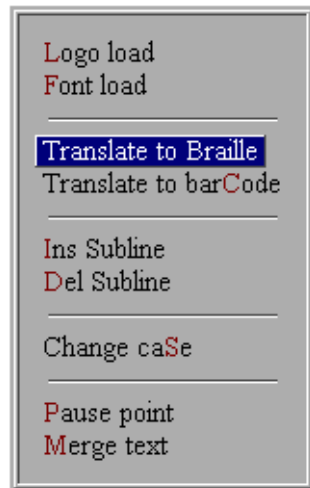 Logo load
Font load
Translate to Braille
Translate to barCode
Ins Subline
Del Subline
Change caSe
Pause point
Merge text